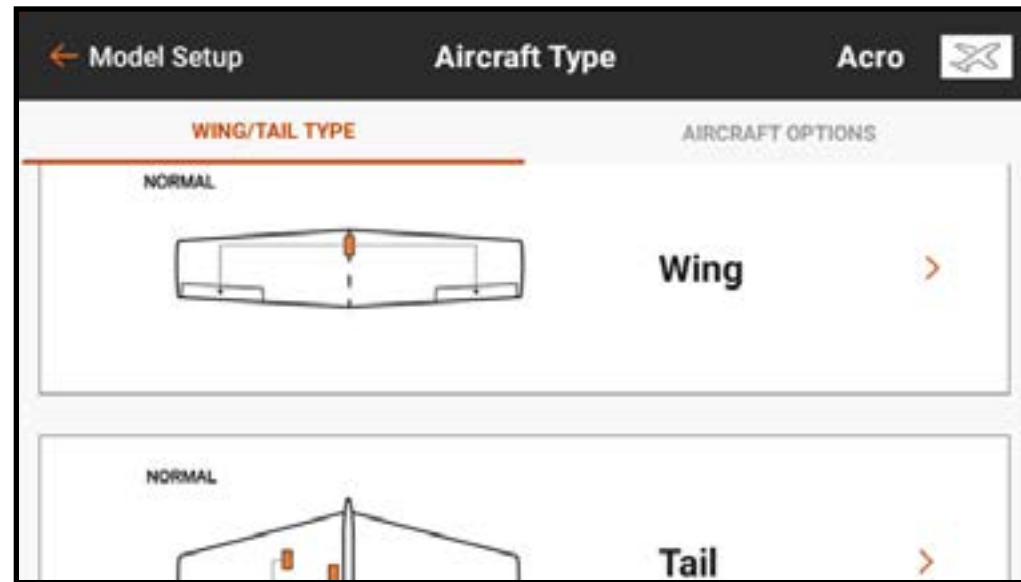 Model Setup
Aircraft Type
Acro
WING/TAIL TYPE
AIRCRAFT OPTIONS
NORMAL
Wing
NORMAL
Tail